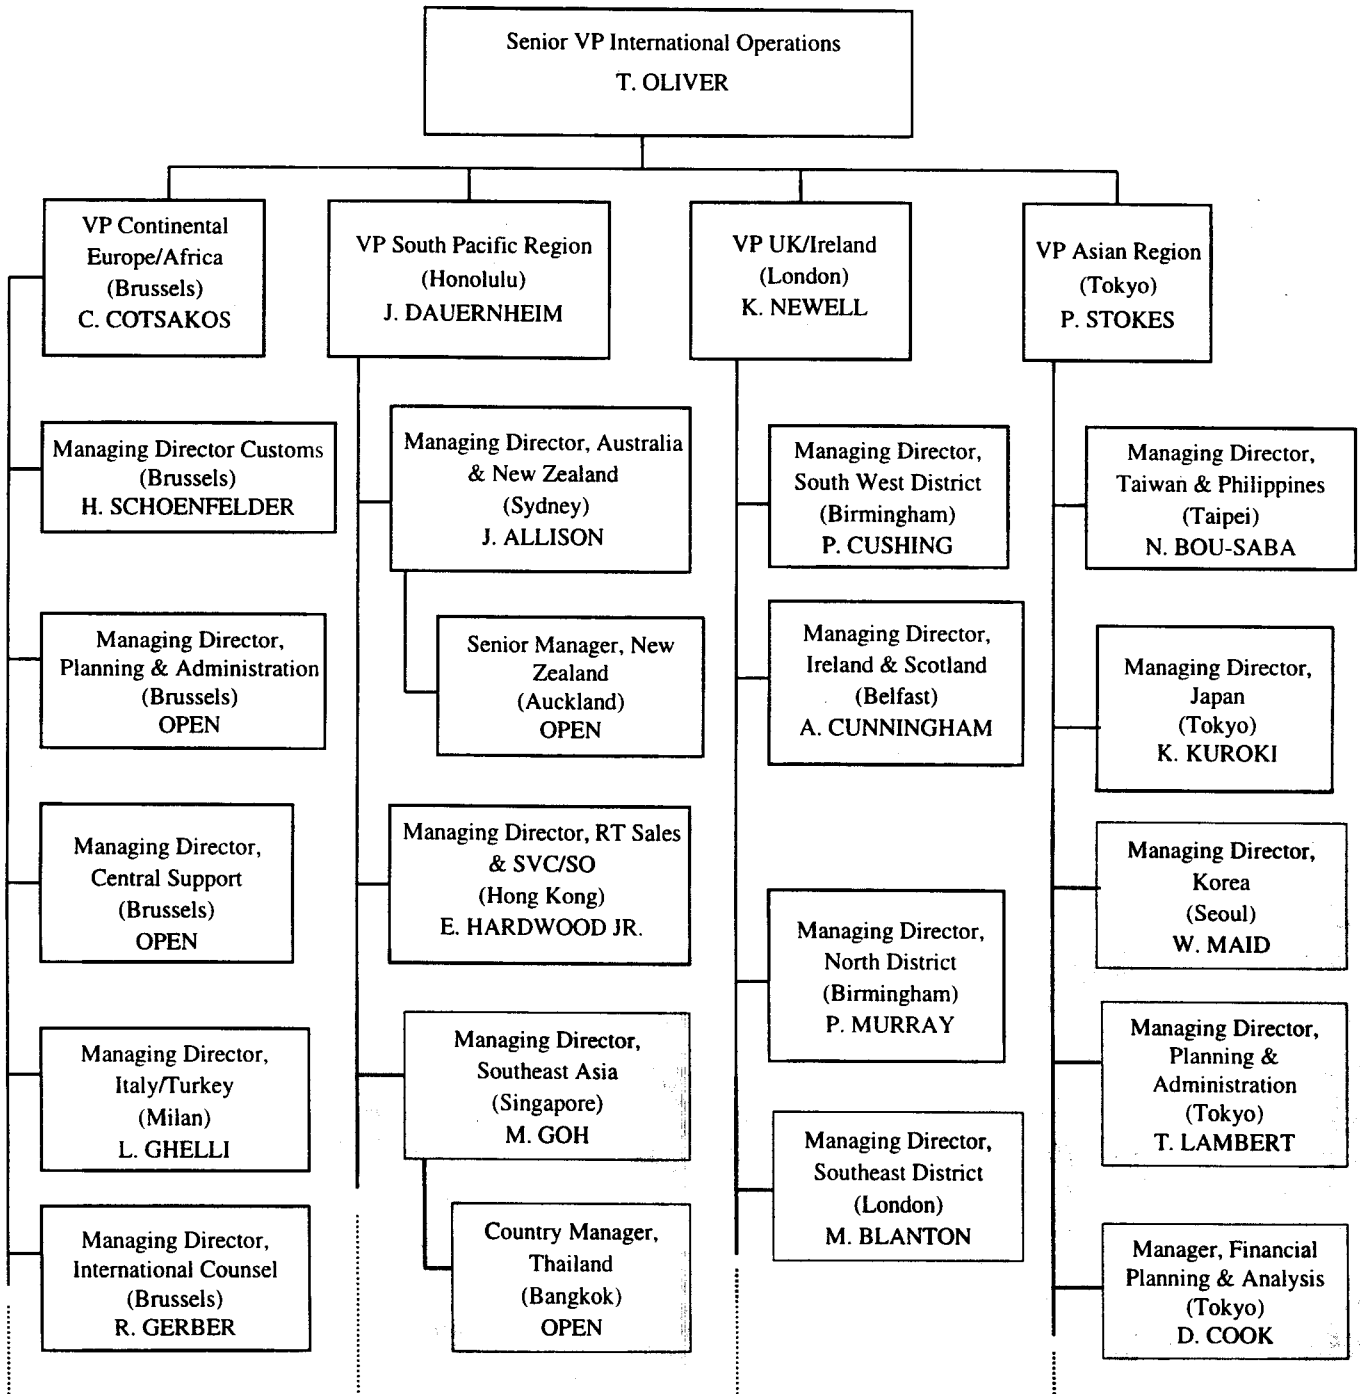 Senior VP International Operations
T. OLIVER
VP Continental
Europe/Africa
(Brussels)
C. COTSAKOS
VP South Pacific Region
(Honolulu)
J. DAUERNHEIM
VP UK/Ireland
(London)
K. NEWELL
VP Asian Region
(Tokyo)
P. STOKES
Managing Director Customs
(Brussels)
H. SCHOENFELDER
Managing Director,
Planning & Administration
(Brussels)
OPEN
Managing Director,
Central Support
(Brussels)
OPEN
Managing Director,
Italy/Turkey
(Milan)
L. GHELLI
Managing Director,
International Counsel
(Brussels)
R. GERBER
Managing Director, Australia
& New Zealand
(Sydney)
J. ALLISON
Senior Manager, New
Zealand
(Auckland)
OPEN
Managing Director, RT Sales
& SVC/SO
(Hong Kong)
E. HARDWOOD JR.
Managing Director,
Southeast Asia
(Singapore)
M. GOH
Country Manager,
Thailand
(Bangkok)
OPEN
Managing Director,
South West District
(Birmingham)
P. CUSHING
Managing Director,
Ireland & Scotland
(Belfast)
A. CUNNINGHAM
Managing Director,
North District
(Birmingham)
P. MURRAY
Managing Director,
Southeast District
(London)
M. BLANTON
Managing Director,
Taiwan & Philippines
(Taipei)
N. BOU-SABA
Managing Director,
Japan
(Tokyo)
K. KUROKI
Managing Director,
Korea
(Seoul)
W. MAID
Managing Director,
Planning &
Administration
(Tokyo)
T. LAMBERT
Manager, Financial
Planning & Analysis
(Tokyo)
D. COOK